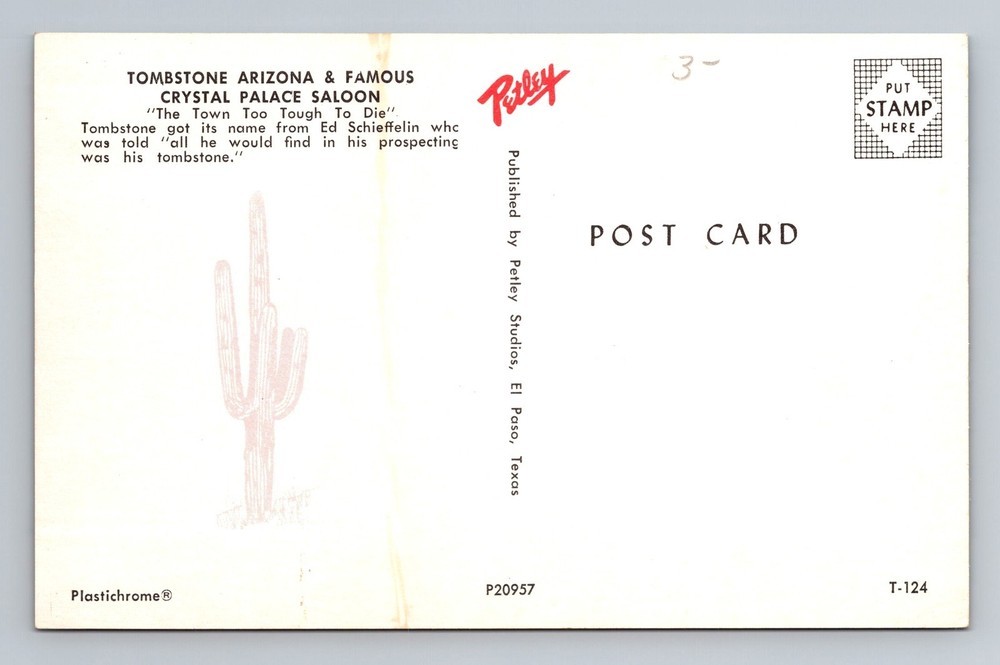 TOMBSTONE ARIZONA & FAMOUS
CRYSTAL PALACE SALOON
"The Town Too Tough To Die".
Tombstone got its name from Ed Schieffelin who
was told "all he would find in his prospecting
was his tombstone."
Petley
3-
PUT
STAMP
HERE
Published by Petley Studios, El Paso, Texas
POST CARD
Plastichrome®
P20957
T-124